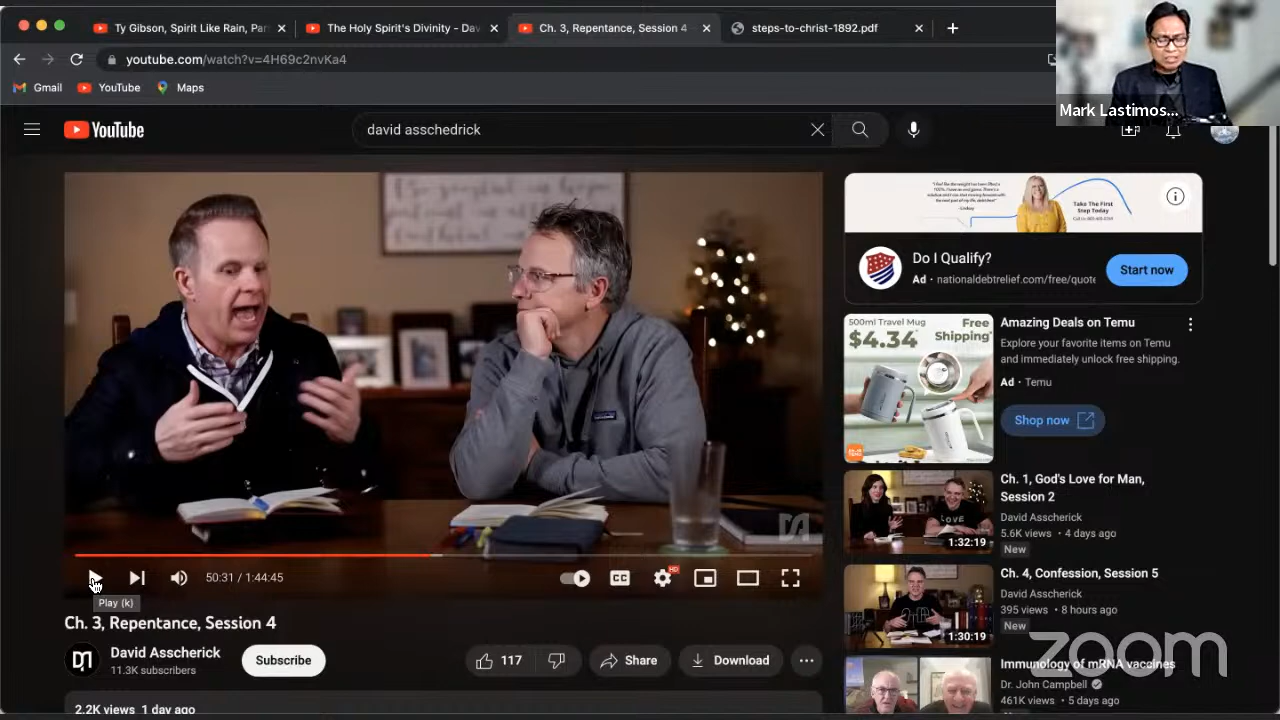 Ty Gibson, Spirit Like Rain, Par
The Holy Spirit's Divinity - Dav
Ch. 3, Repentance, Session 4
steps-to-christ-1892.pdf
youtube.com/watch?v=4H69c2nvKa4
Gmail
YouTube
Maps
Mark Lastimos...
YouTube
david asschedrick
Take The First
Step Today
Do I Qualify?
Ad · nationaldebtrelief.com/free/quote
Start now
500ml Travel Mug
$4.34
Free
Shipping
Amazing Deals on Temu
Explore your favorite items on Temu
and immediately unlock free shipping.
Ad · Temu
Shop now
Ch. 1, God's Love for Man,
Session 2
David Asscherick
5.6K views · 4 days ago
New
LOVE
1:32:19
Ch. 4, Confession, Session 5
David Asscherick
395 views · 8 hours ago
New
1:30:19
Immunology of mRNA vaccines
Dr. John Campbell
461K views · 5 days ago
50:31 / 1:44:45
CC
HD
Play (k)
Ch. 3, Repentance, Session 4
David Asscherick
11.3K subscribers
Subscribe
117
Share
Download
2.2K views 1 day ago
zoom